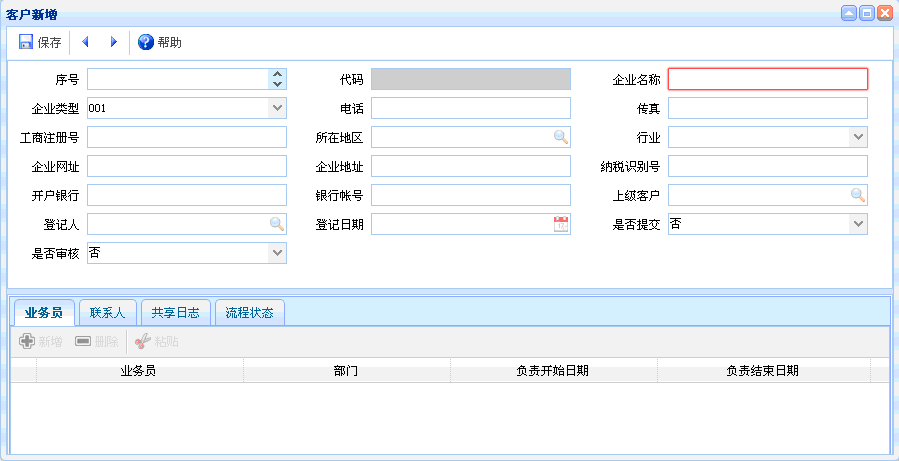 客户新增
保存 帮助
序号 代码 企业名称
企业类型 001 电话 传真
工商注册号 所在地区 行业
企业网址 企业地址 纳税识别号
开户银行 银行帐号 上级客户
登记人 登记日期 是否提交 否
是否审核 否
业务员 联系人 共享日志 流程状态
新增 删除 粘贴
业务员 部门 负责开始日期 负责结束日期